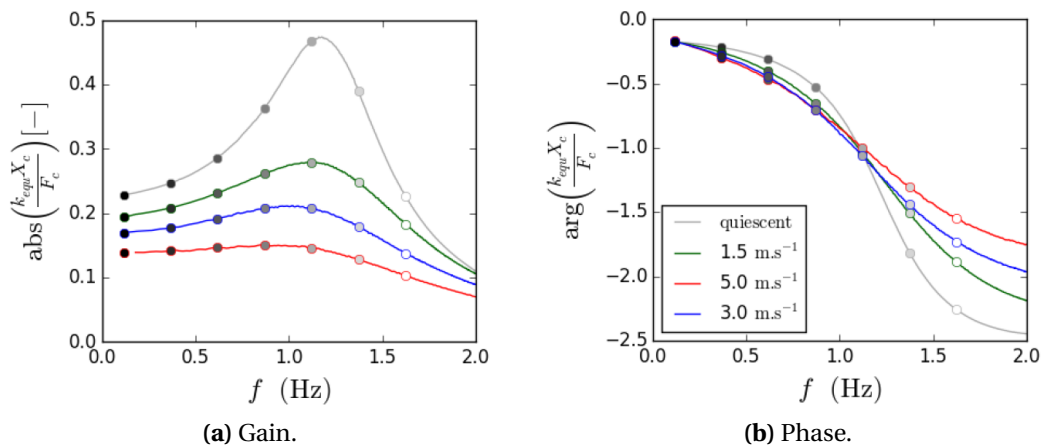 abs(k_equ X_c / F_c) [−]
0.5
0.4
0.3
0.2
0.1
0.0
0.0 0.5 1.0 1.5 2.0
f (Hz)
(a) Gain.
arg(k_equ X_c / F_c)
0.0
−0.5
−1.0
−1.5
−2.0
−2.5
quiescent
1.5 m.s⁻¹
5.0 m.s⁻¹
3.0 m.s⁻¹
0.0 0.5 1.0 1.5 2.0
f (Hz)
(b) Phase.